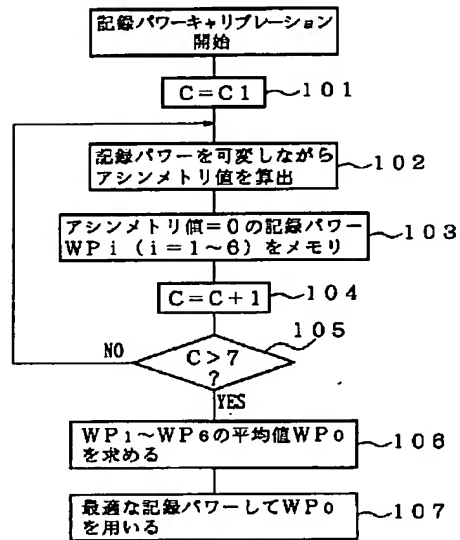 記録パワーキャリブレーション
開始
C=C1
101
記録パワーを可変しながら
アシンメトリ値を算出
102
アシンメトリ値=0の記録パワー
WPi (i=1~6)をメモリ
103
C=C+1
104
105
C>7
?
NO
YES
WP1~WP6の平均値WP0
を求める
106
最適な記録パワーしてWP0
を用いる
107